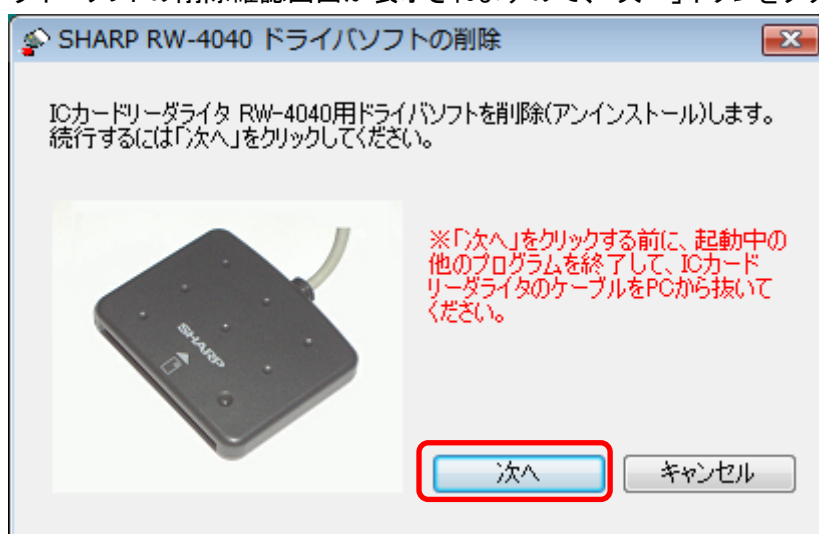 SHARP RW-4040 ドライバソフトの削除
ICカードリーダライタ RW-4040用ドライバソフトを削除(アンインストール)します。
続行するには「次へ」をクリックしてください。
※「次へ」をクリックする前に、起動中の
他のプログラムを終了して、ICカード
リーダライタのケーブルをPCから抜いて
ください。
SHARP
次へ
キャンセル